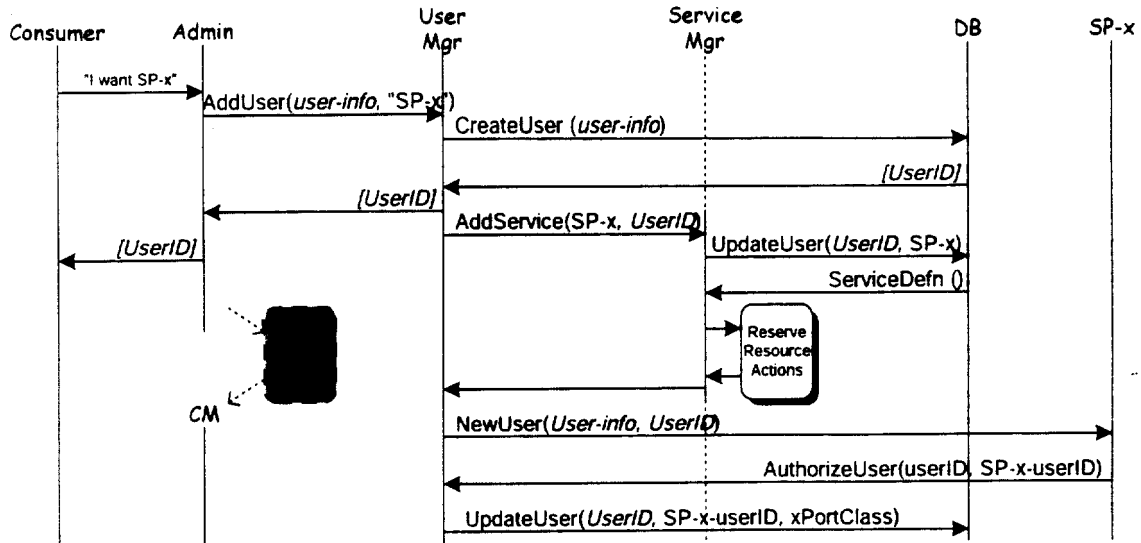 User
Mgr
Service
Mgr
Consumer
Admin
DB
SP-x
"I want SP-x"
AddUser(user-info, "SP-x")
CreateUser (user-info)
[UserID]
[UserID]
AddService(SP-x, UserID)
[UserID]
UpdateUser(UserID, SP-x)
ServiceDefn ()
Reserve
Resource
Actions
CM
NewUser(User-info, UserID)
AuthorizeUser(userID, SP-x-userID)
UpdateUser(UserID, SP-x-userID, xPortClass)